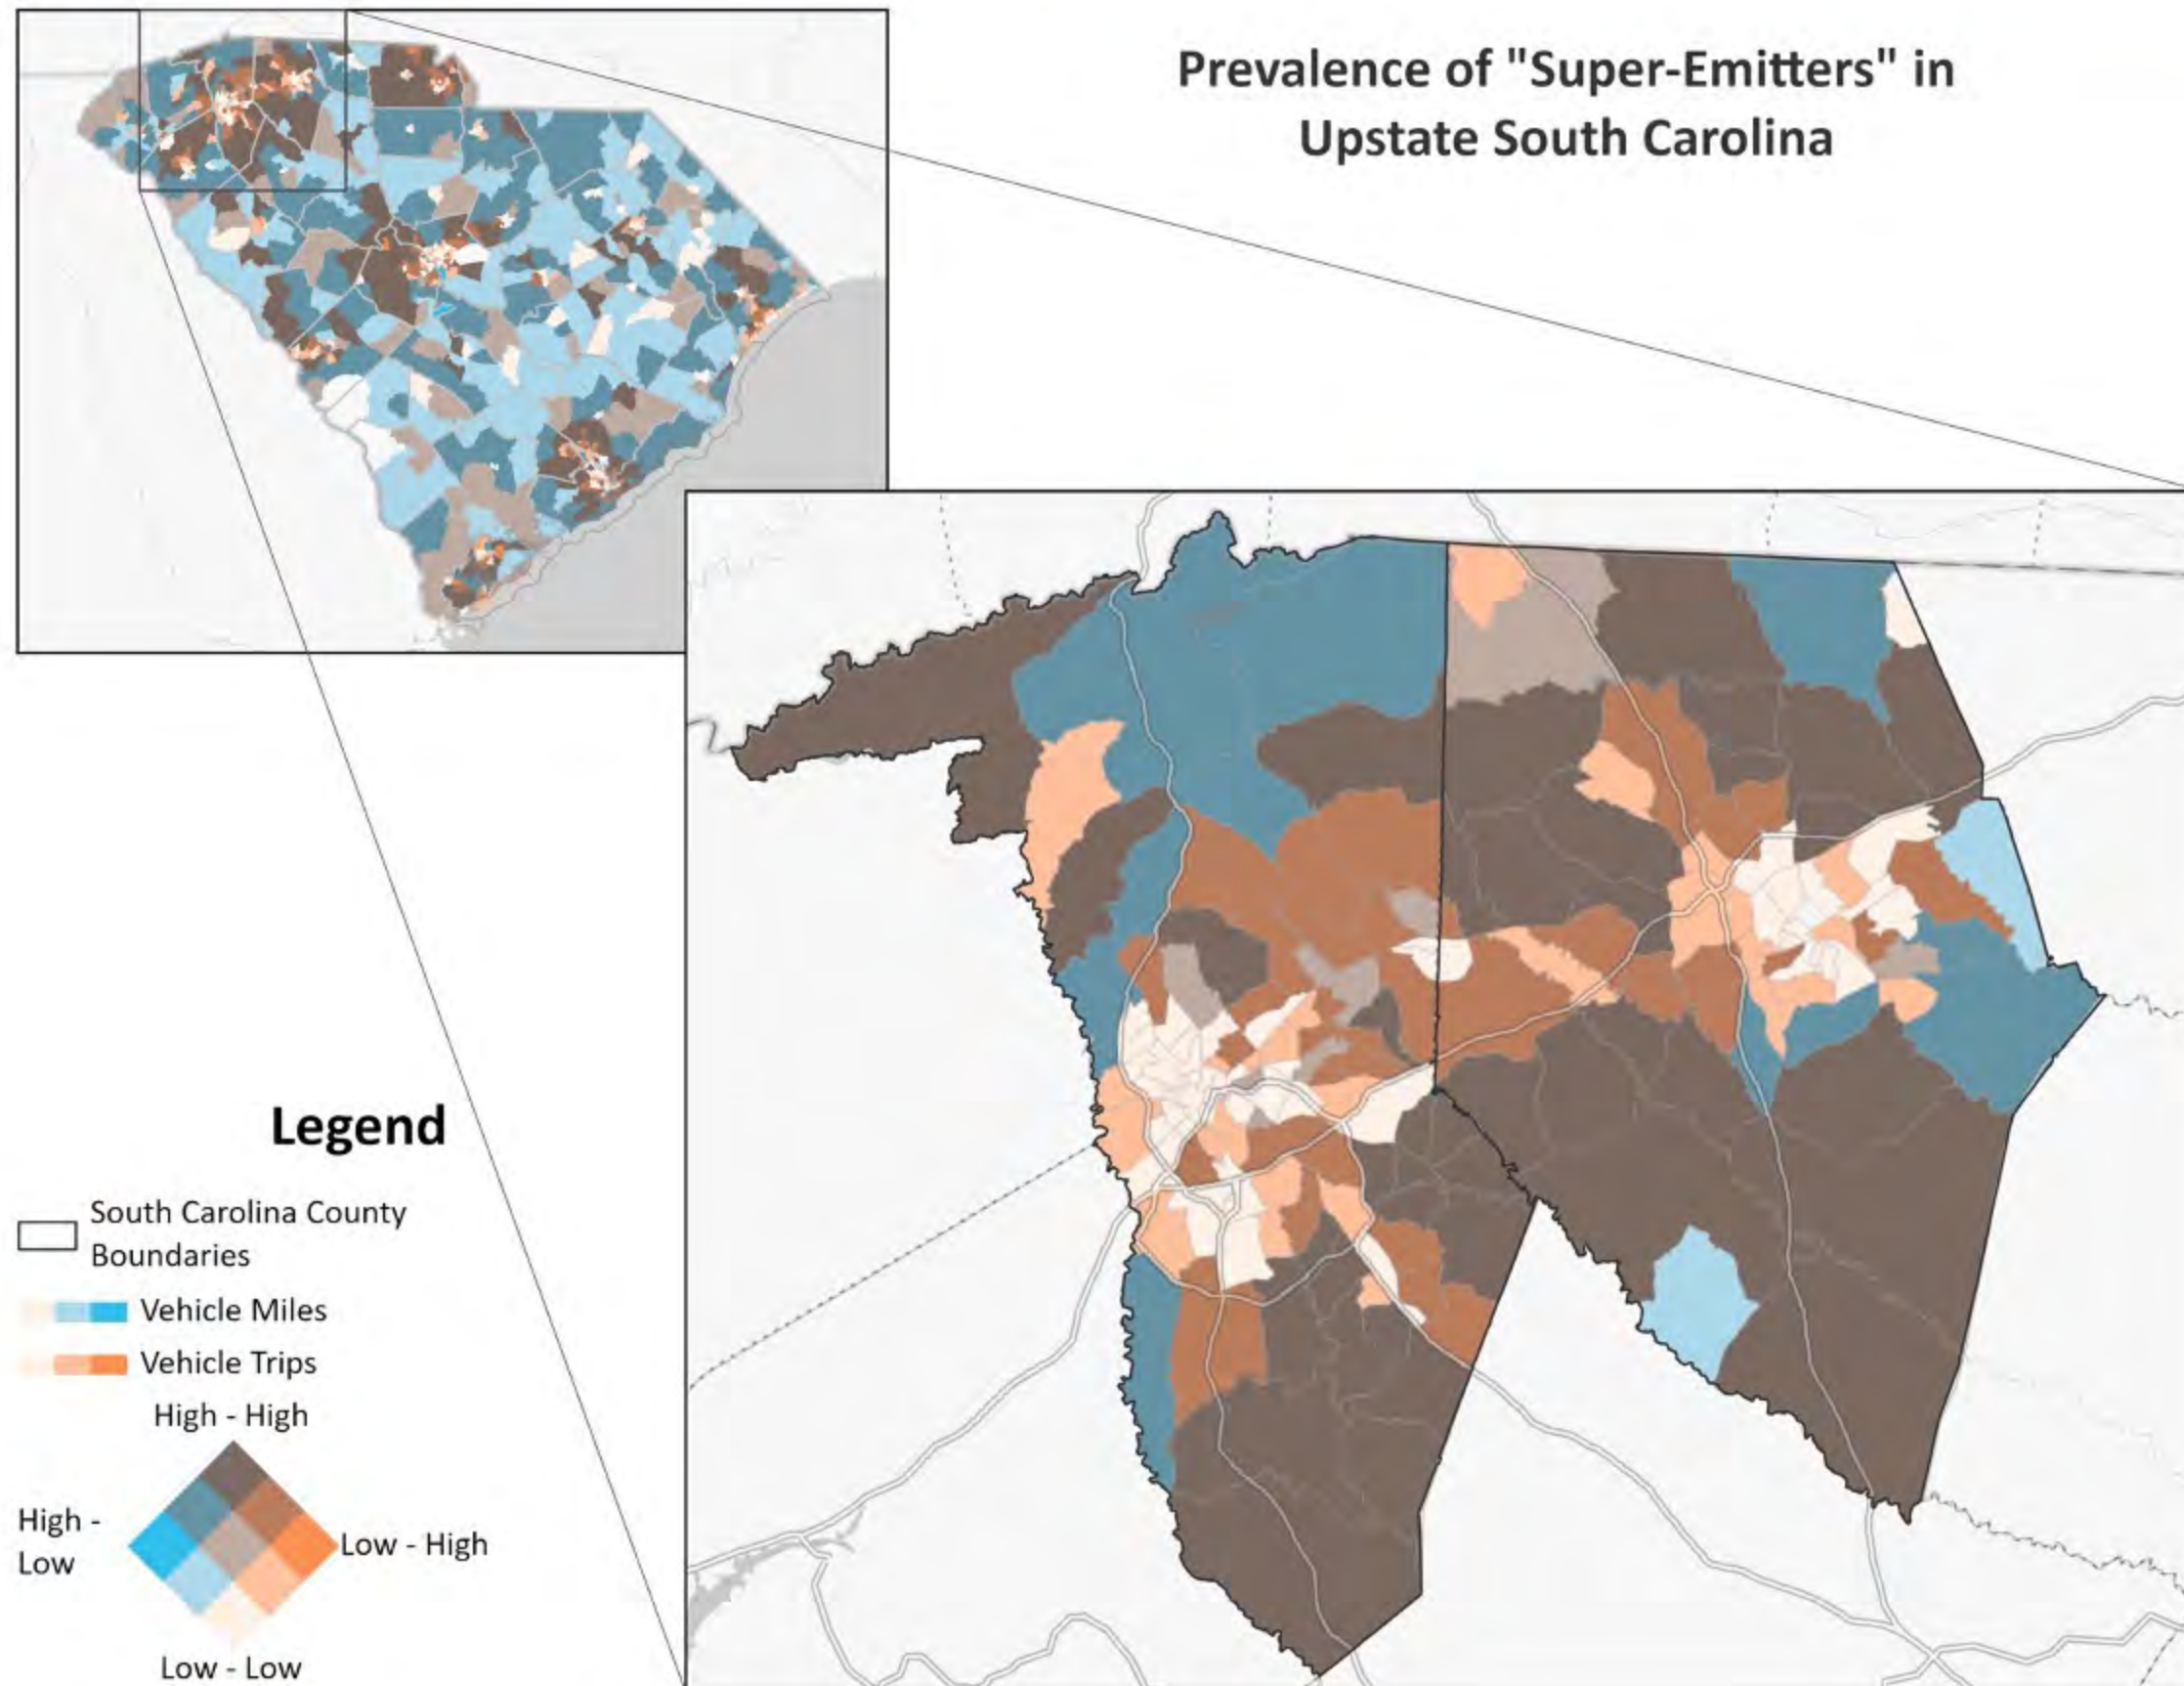 Prevalence of "Super-Emitters" in
Upstate South Carolina
Legend
South Carolina County
Boundaries
Vehicle Miles
Vehicle Trips
High - High
High -
Low
Low - High
Low - Low